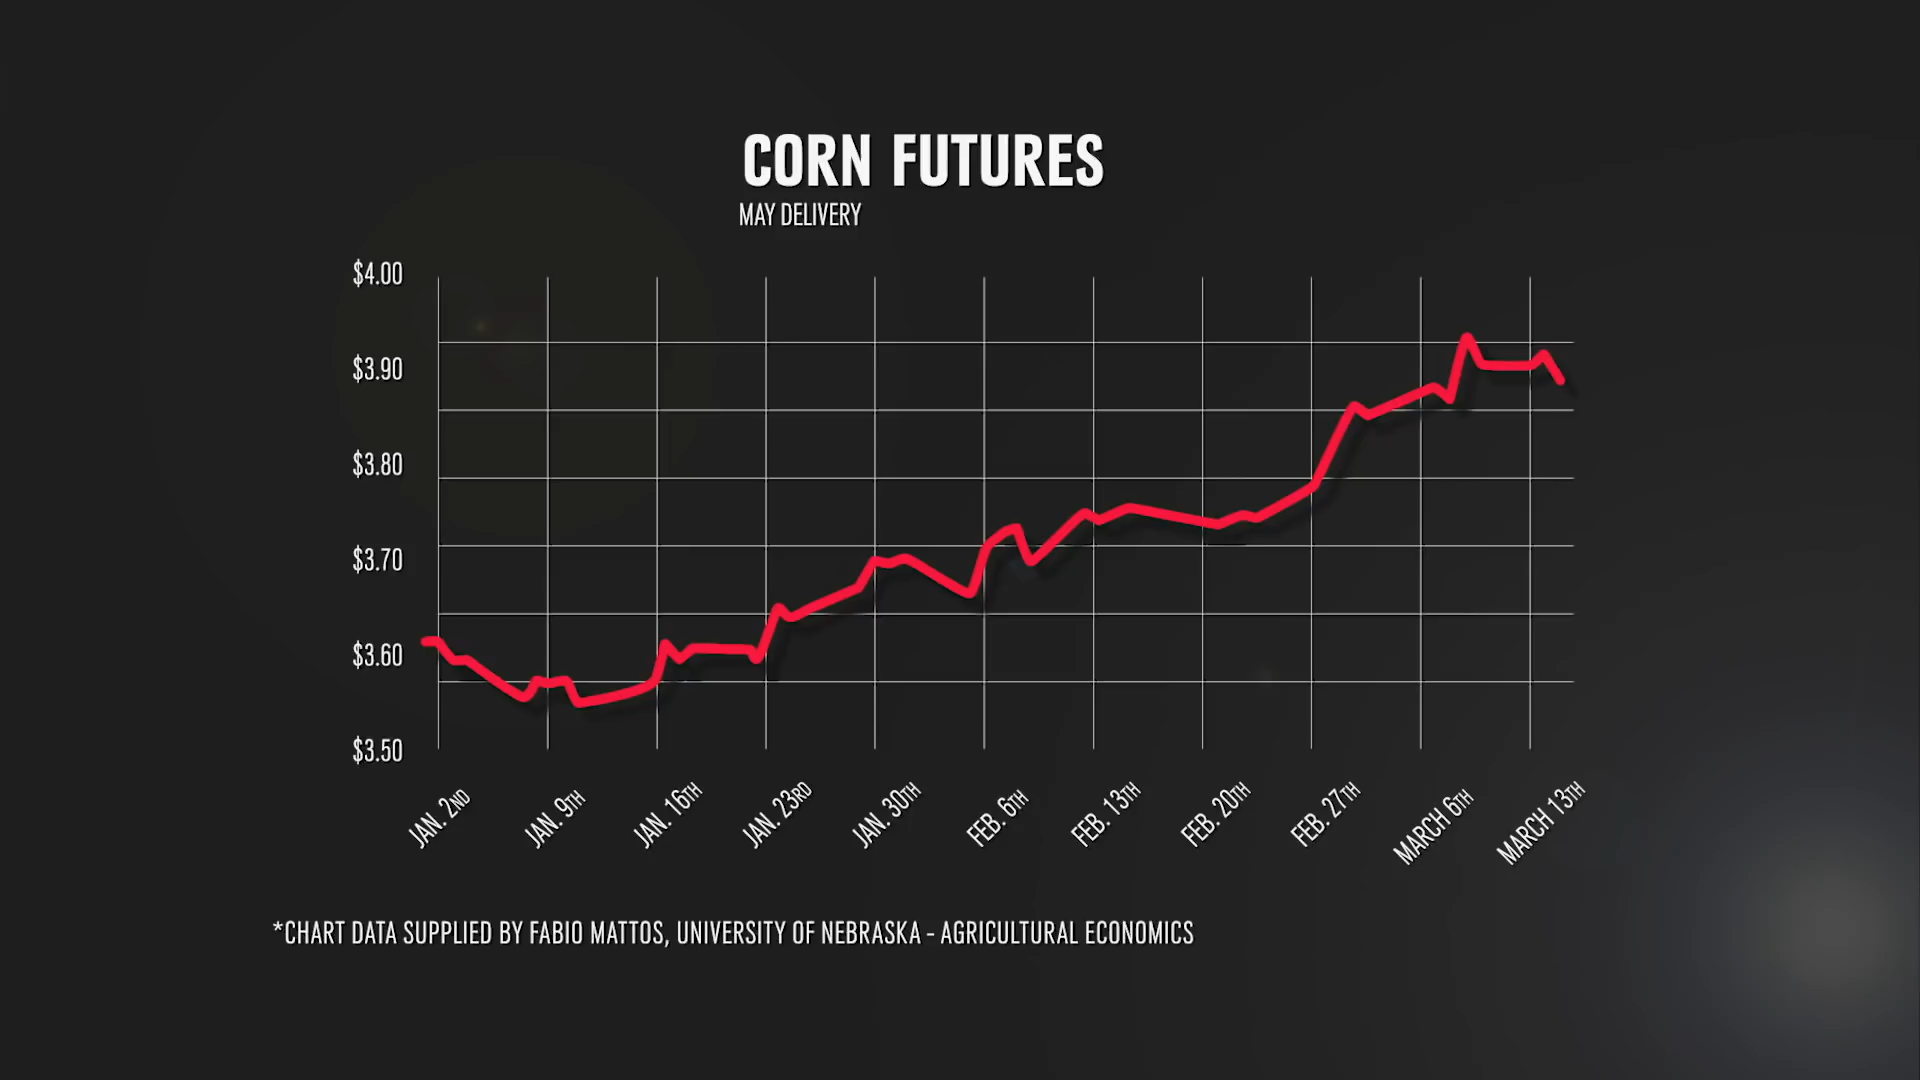 CORN FUTURES
MAY DELIVERY
$4.00
$3.90
$3.80
$3.70
$3.60
$3.50
JAN. 2ND
JAN. 9TH
JAN. 16TH
JAN. 23RD
JAN. 30TH
FEB. 6TH
FEB. 13TH
FEB. 20TH
FEB. 27TH
MARCH 6TH
MARCH 13TH
*CHART DATA SUPPLIED BY FABIO MATTOS, UNIVERSITY OF NEBRASKA - AGRICULTURAL ECONOMICS